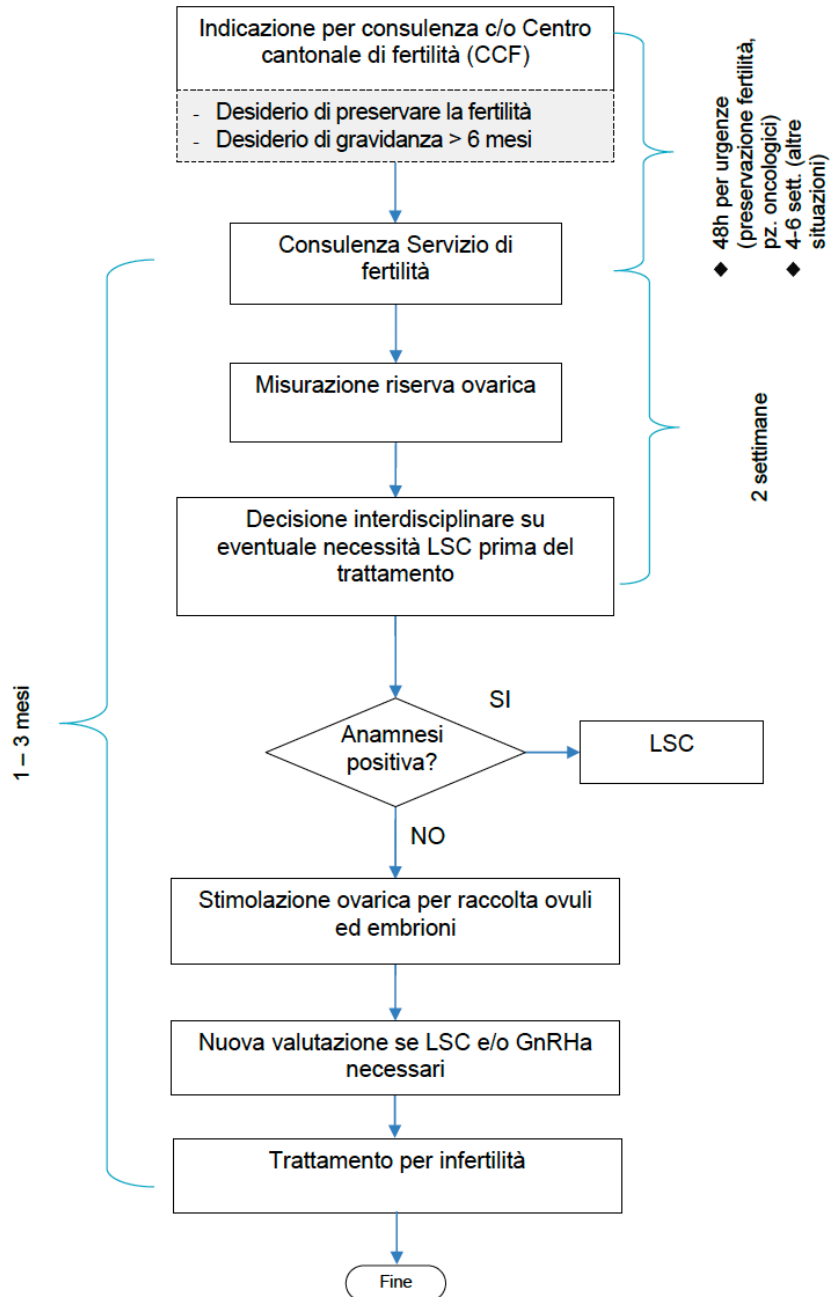 Indicazione per consulenza c/o Centro
cantonale di fertilità (CCF)
- Desiderio di preservare la fertilità
- Desiderio di gravidanza > 6 mesi
◆ 48h per urgenze
(preservazione fertilità,
pz. oncologici)
◆ 4-6 sett. (altre
situazioni)
Consulenza Servizio di
fertilità
Misurazione riserva ovarica
2 settimane
Decisione interdisciplinare su
eventuale necessità LSC prima del
trattamento
1 – 3 mesi
Anamnesi
positiva?
SI
LSC
NO
Stimolazione ovarica per raccolta ovuli
ed embrioni
Nuova valutazione se LSC e/o GnRHa
necessari
Trattamento per infertilità
Fine